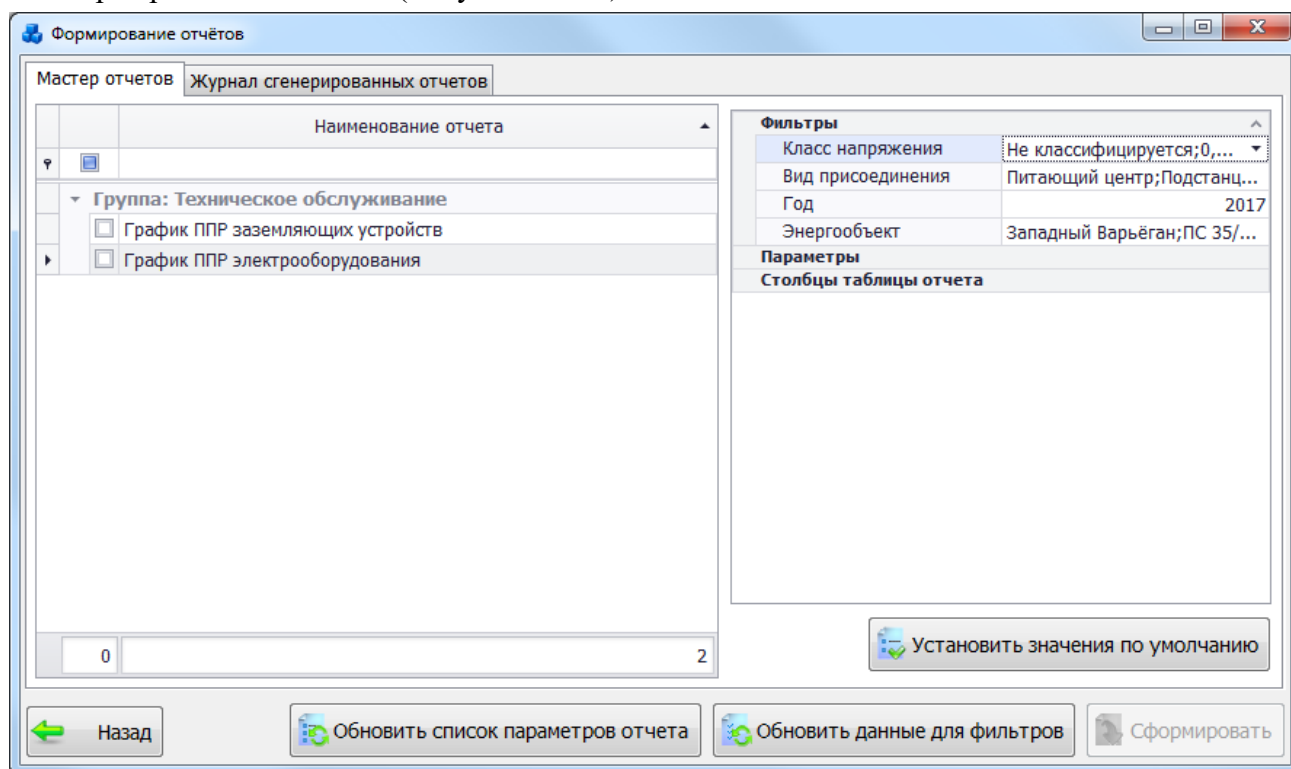 Формирование отчётов
Мастер отчетов Журнал сгенерированных отчетов
Наименование отчета
Группа: Техническое обслуживание
График ППР заземляющих устройств
График ППР электрооборудования
0 2
Фильтры
Класс напряжения Не классифицируется;0,...
Вид присоединения Питающий центр;Подстанц...
Год 2017
Энергообъект Западный Варьёган;ПС 35/...
Параметры
Столбцы таблицы отчета
Установить значения по умолчанию
Назад Обновить список параметров отчета Обновить данные для фильтров Сформировать